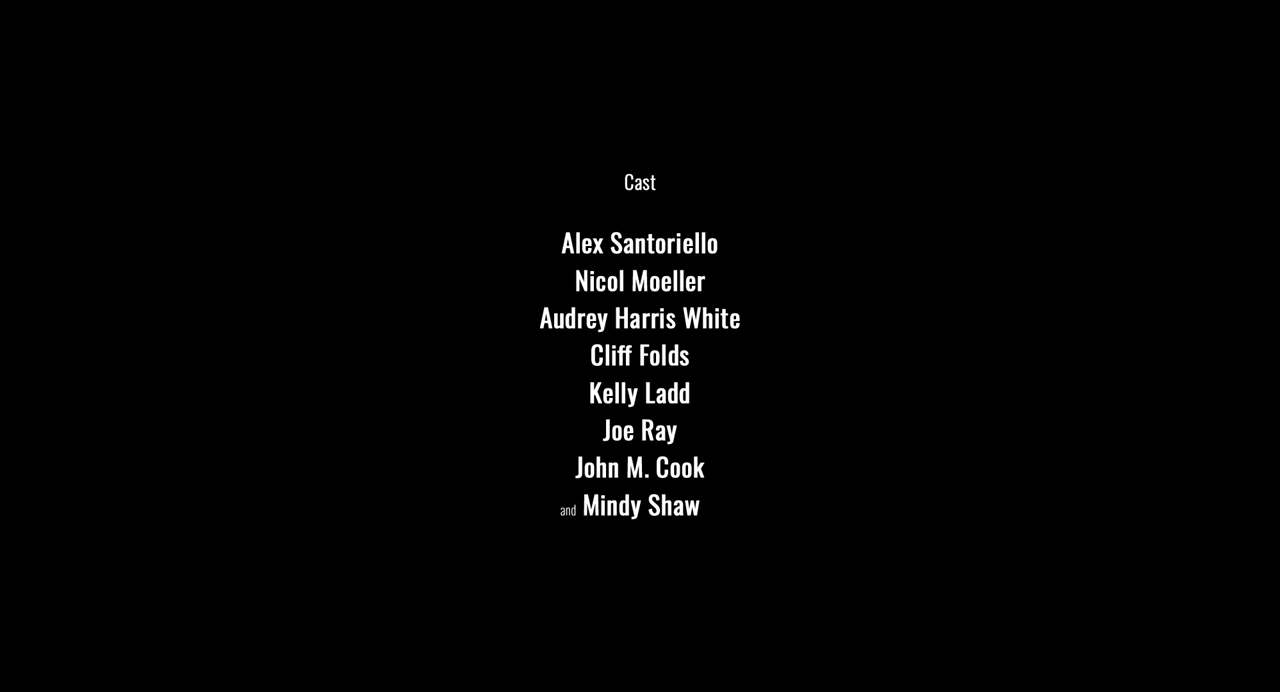 Cast
Alex Santoriello
Nicol Moeller
Audrey Harris White
Cliff Folds
Kelly Ladd
Joe Ray
John M. Cook
and Mindy Shaw